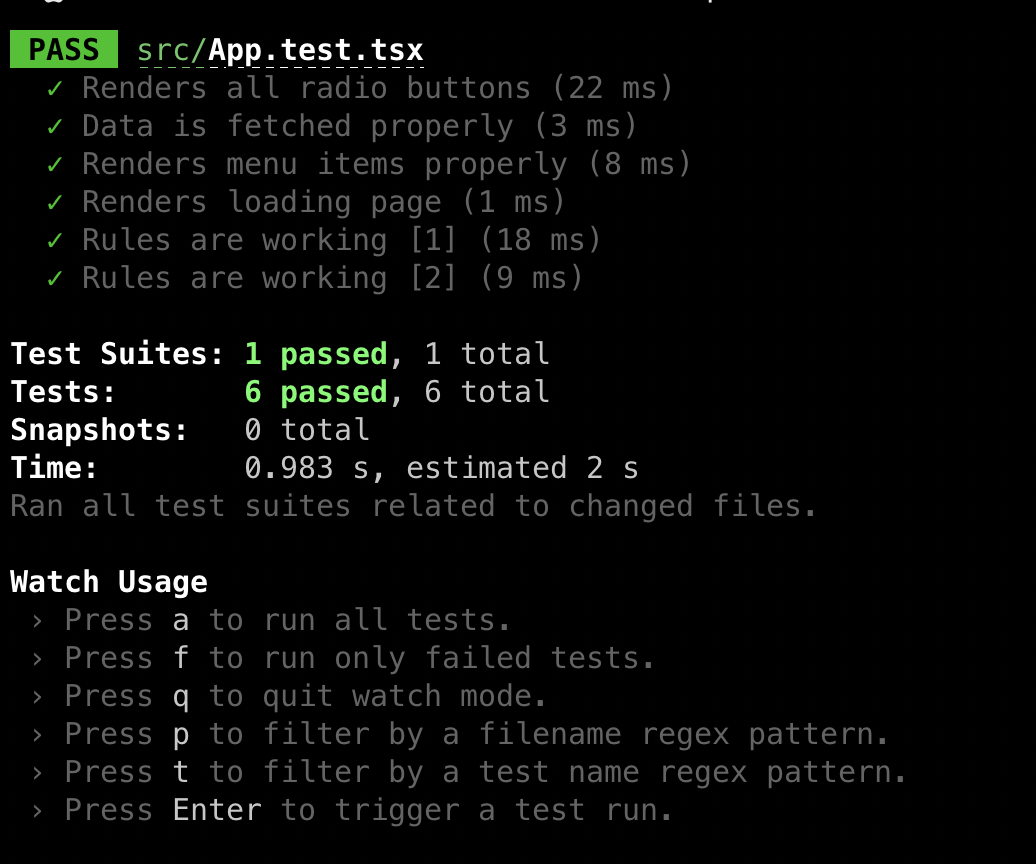 PASS src/App.test.tsx
✓ Renders all radio buttons (22 ms)
✓ Data is fetched properly (3 ms)
✓ Renders menu items properly (8 ms)
✓ Renders loading page (1 ms)
✓ Rules are working [1] (18 ms)
✓ Rules are working [2] (9 ms)
Test Suites: 1 passed, 1 total
Tests: 6 passed, 6 total
Snapshots: 0 total
Time: 0.983 s, estimated 2 s
Ran all test suites related to changed files.
Watch Usage
› Press a to run all tests.
› Press f to run only failed tests.
› Press q to quit watch mode.
› Press p to filter by a filename regex pattern.
› Press t to filter by a test name regex pattern.
› Press Enter to trigger a test run.